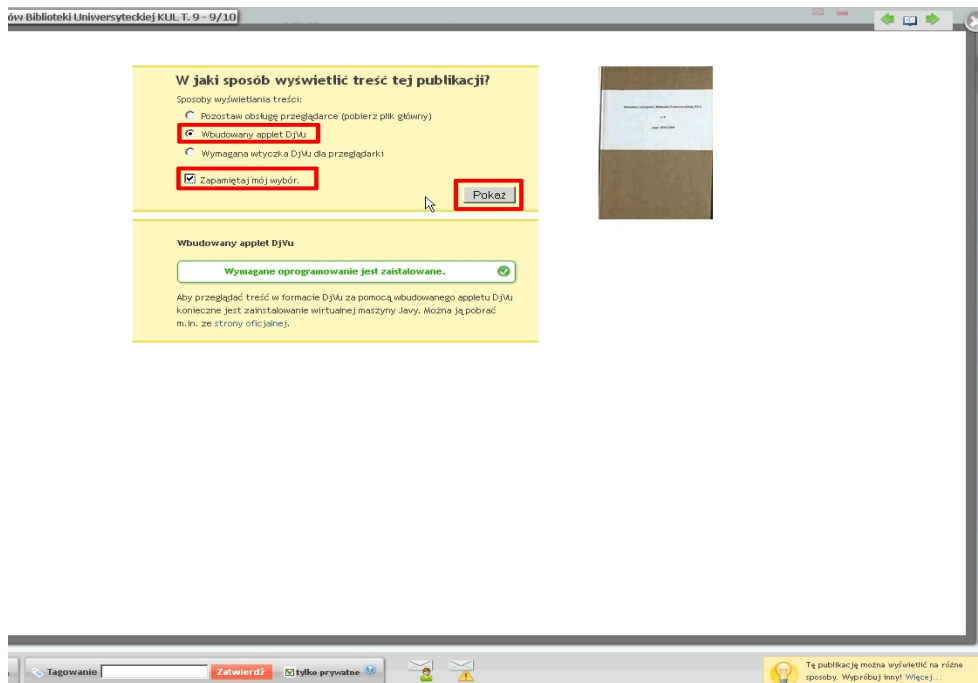 ów Biblioteki Uniwersyteckiej KUL T. 9 - 9/10
W jaki sposób wyświetlić treść tej publikacji?
Sposoby wyświetlania treści:
Pozostaw obsługę przeglądarce (pobierz plik główny)
Wbudowany applet DjVu
Wymagana wtyczka DjVu dla przeglądarki
Zapamiętaj mój wybór.
Pokaż
Wbudowany applet DjVu
Wymagane oprogramowanie jest zaistalowane.
Aby przeglądać treść w formacie DjVu za pomocą wbudowanego appletu DjVu
konieczne jest zainstalowanie wirtualnej maszyny Javy. Można ją pobrać
m.in. ze strony oficjalnej.
Tagowanie
Zatwierdź
tylko prywatne
Tę publikację można wyświetlić na różne
sposoby. Wypróbuj inny! Więcej...